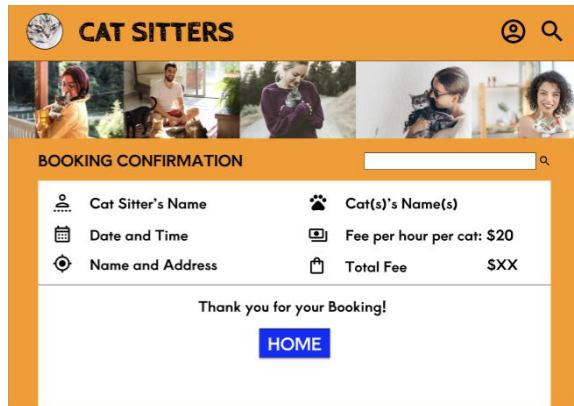 CAT SITTERS
BOOKING CONFIRMATION
Cat Sitter's Name
Cat(s)'s Name(s)
Date and Time
Fee per hour per cat: $20
Name and Address
Total Fee $XX
Thank you for your Booking!
HOME